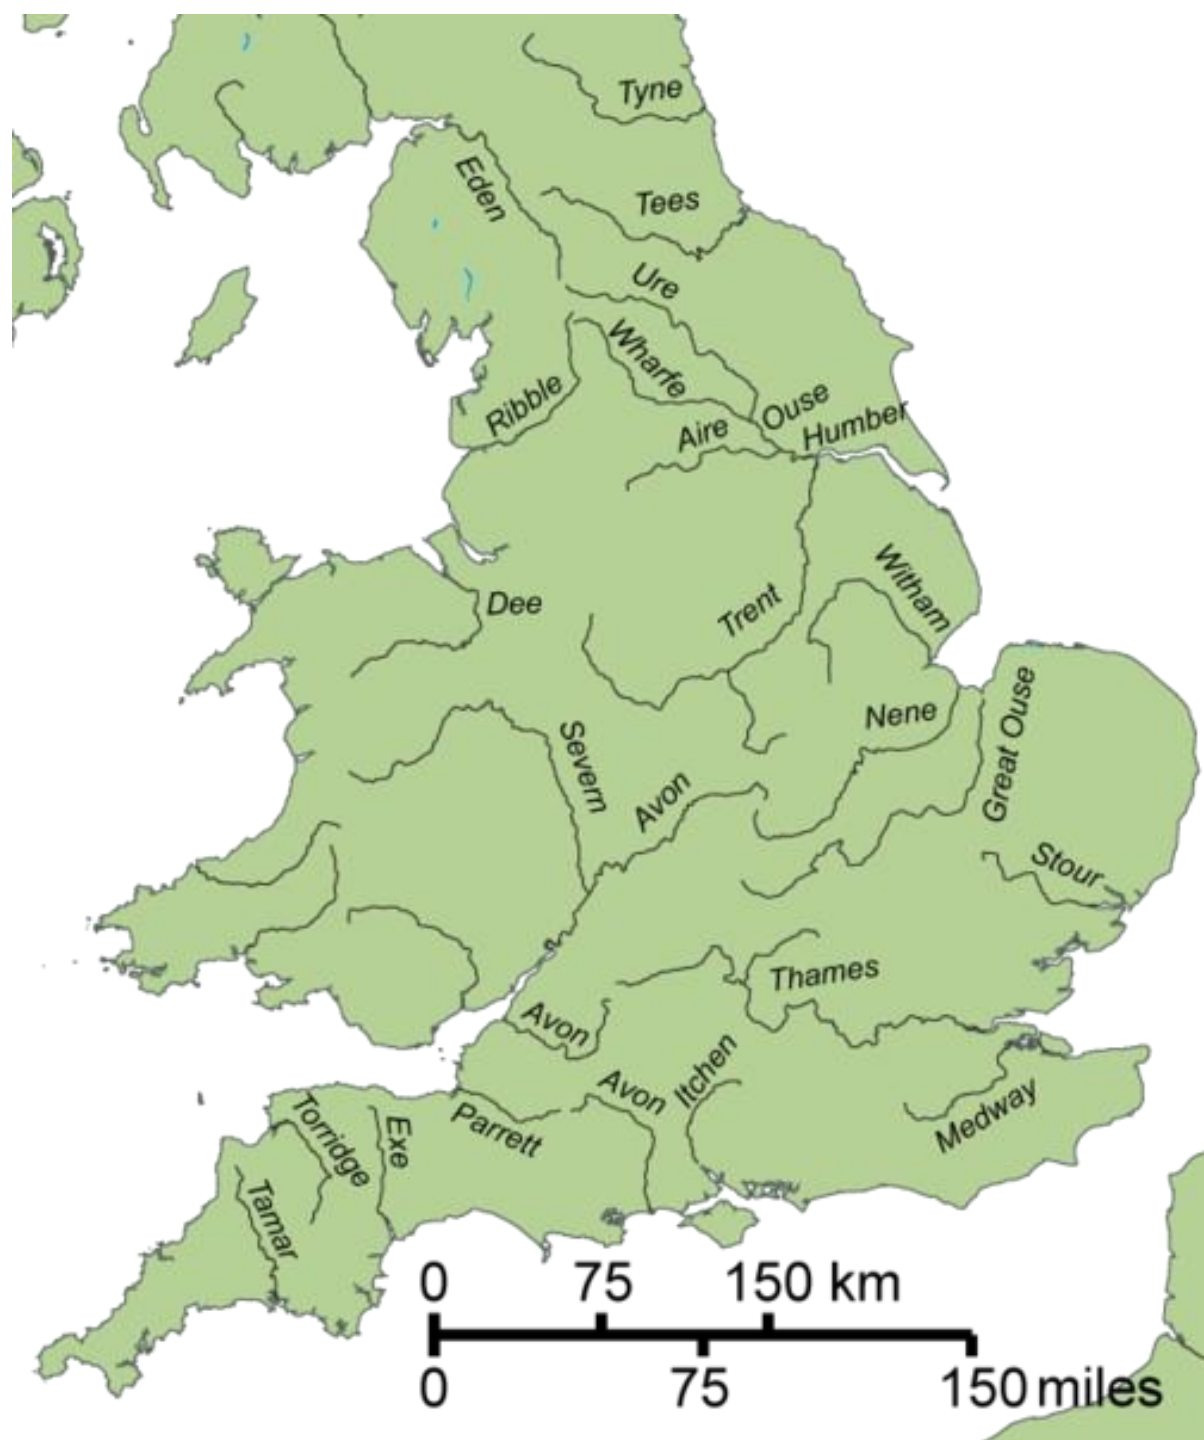 Tyne
Eden
Tees
Ure
Wharfe
Ribble
Ouse
Aire
Humber
Witham
Dee
Trent
Nene
Great Ouse
Severn
Avon
Stour
Thames
Avon
Itchen
Avon
Medway
Parrett
Torridge
Exe
Tamar
0 75 150 km
0 75 150 miles